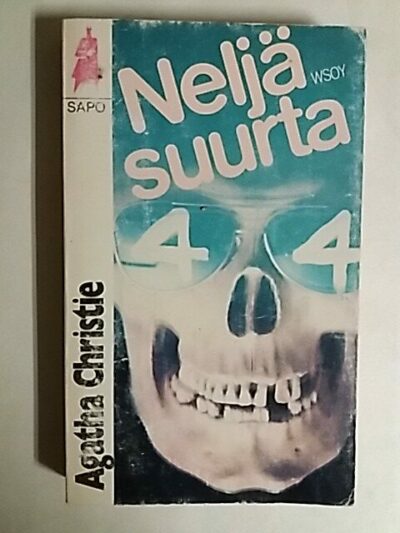 SAPO
Neljä
WSOY
suurta
4 4
Agatha Christie